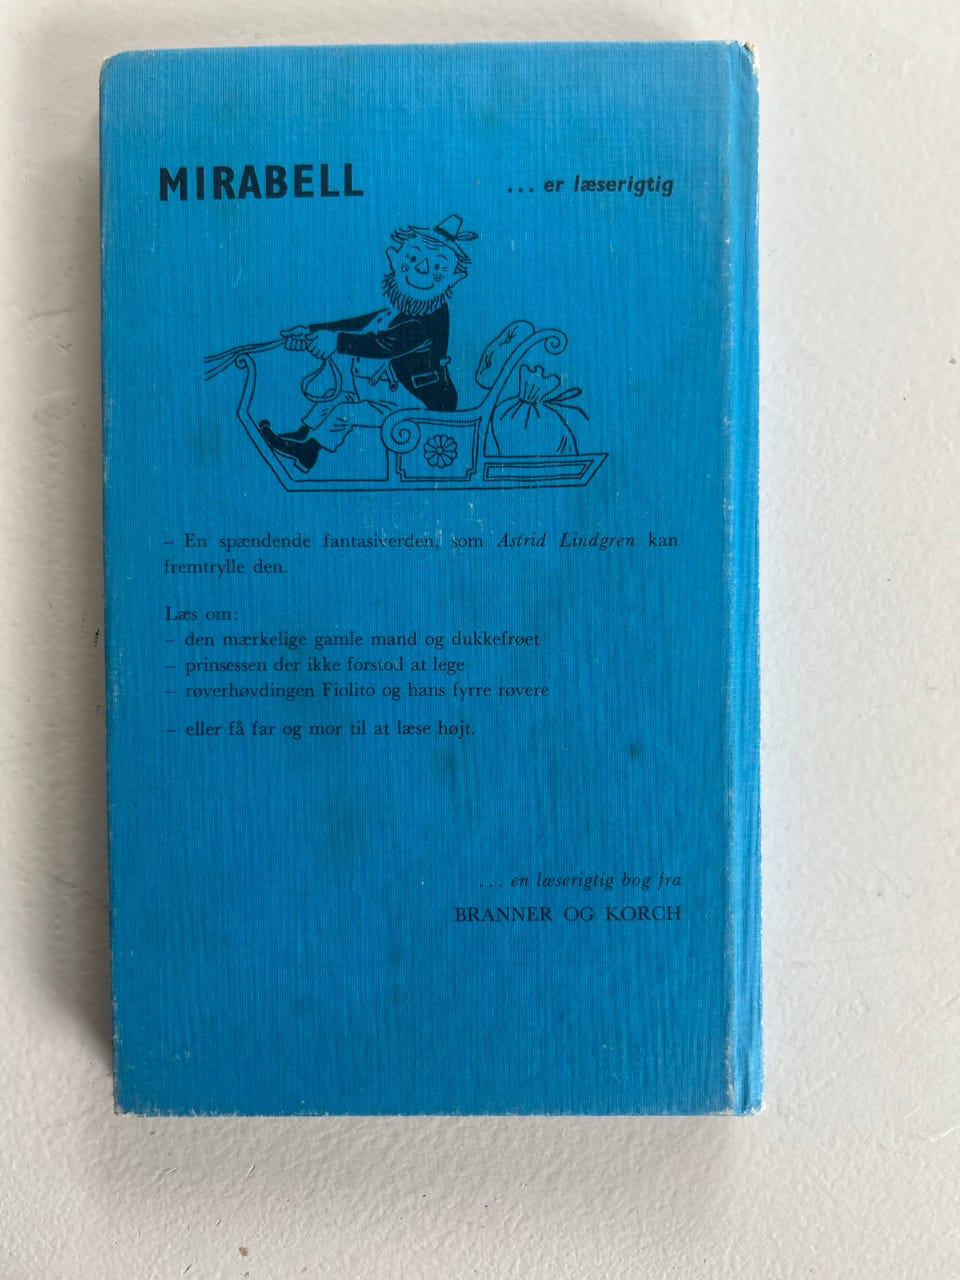 MIRABELL ... er læserigtig
– En spændende fantasiverden, som Astrid Lindgren kan
fremtrylle den.
Læs om:
– den mærkelige gamle mand og dukkefrøet
– prinsessen der ikke forstod at lege
– røverhøvdingen Fiolito og hans fyrre røvere
– eller få far og mor til at læse højt.
... en læserigtig bog fra
BRANNER OG KORCH